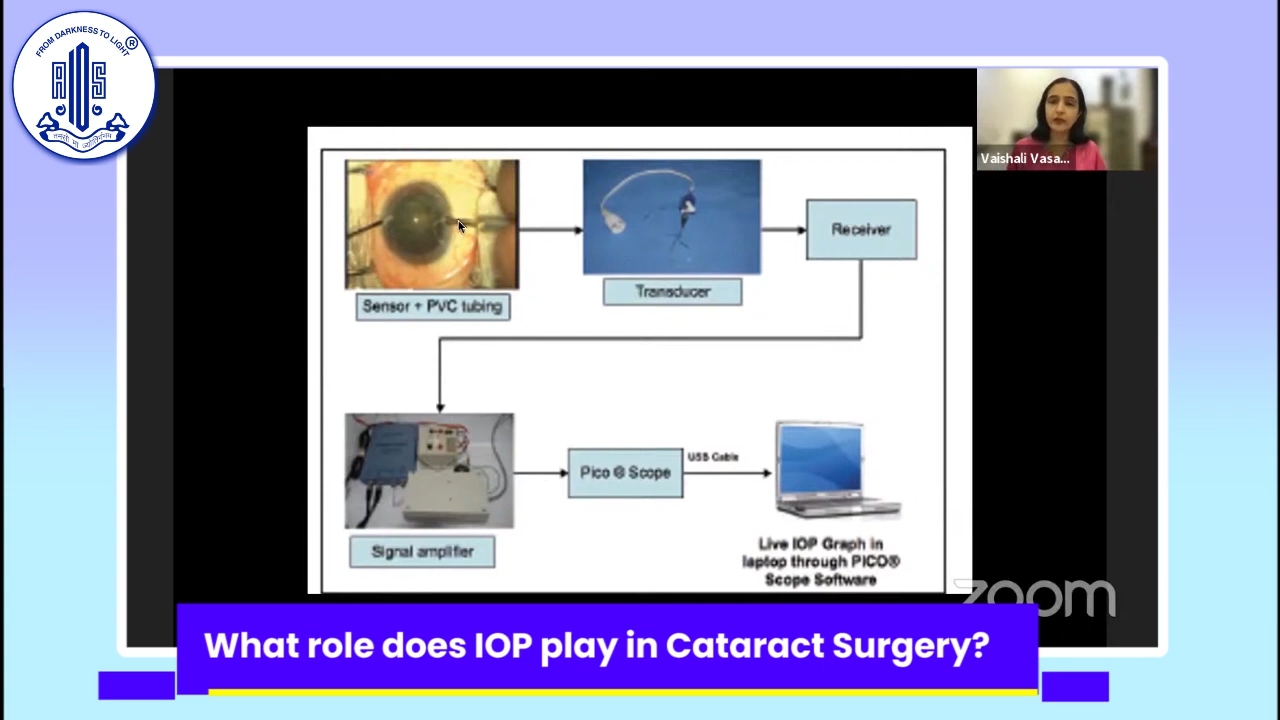 FROM DARKNESS TO LIGHT
®
AIOS
Vaishali Vasa...
Receiver
Sensor + PVC tubing
Transducer
Pico ® Scope
USB Cable
Signal amplifier
Live IOP Graph in
laptop through PICO®
Scope Software
zoom
What role does IOP play in Cataract Surgery?